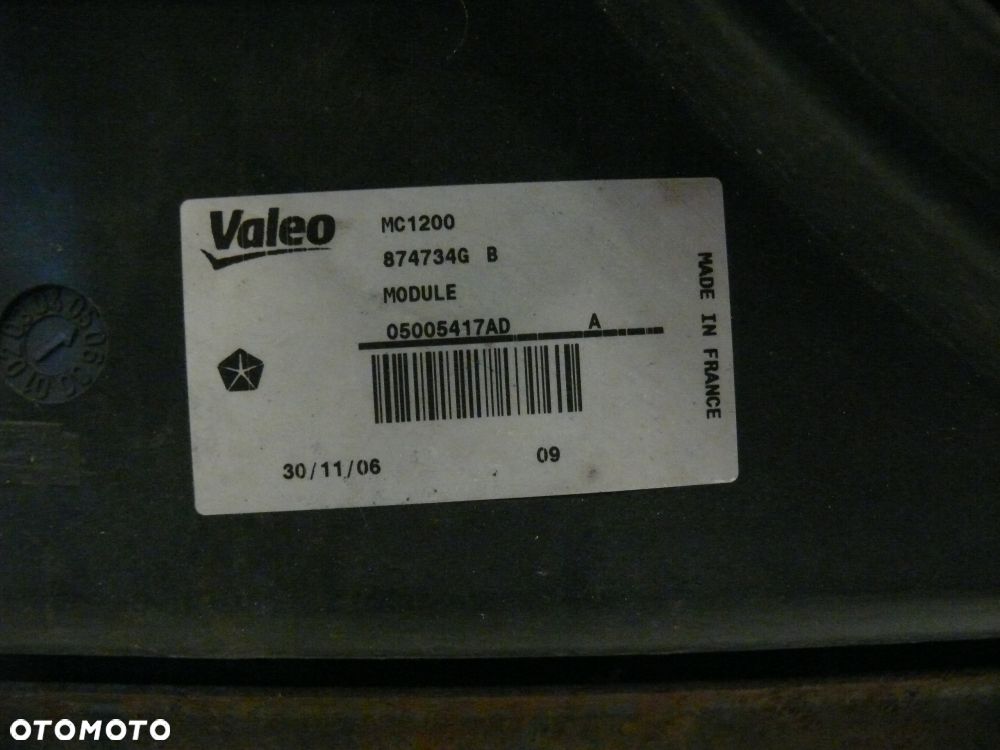 Valeo
MC1200
874734G B
MODULE
05005417AD A
MADE IN FRANCE
30/11/06
09
OTOMOTO